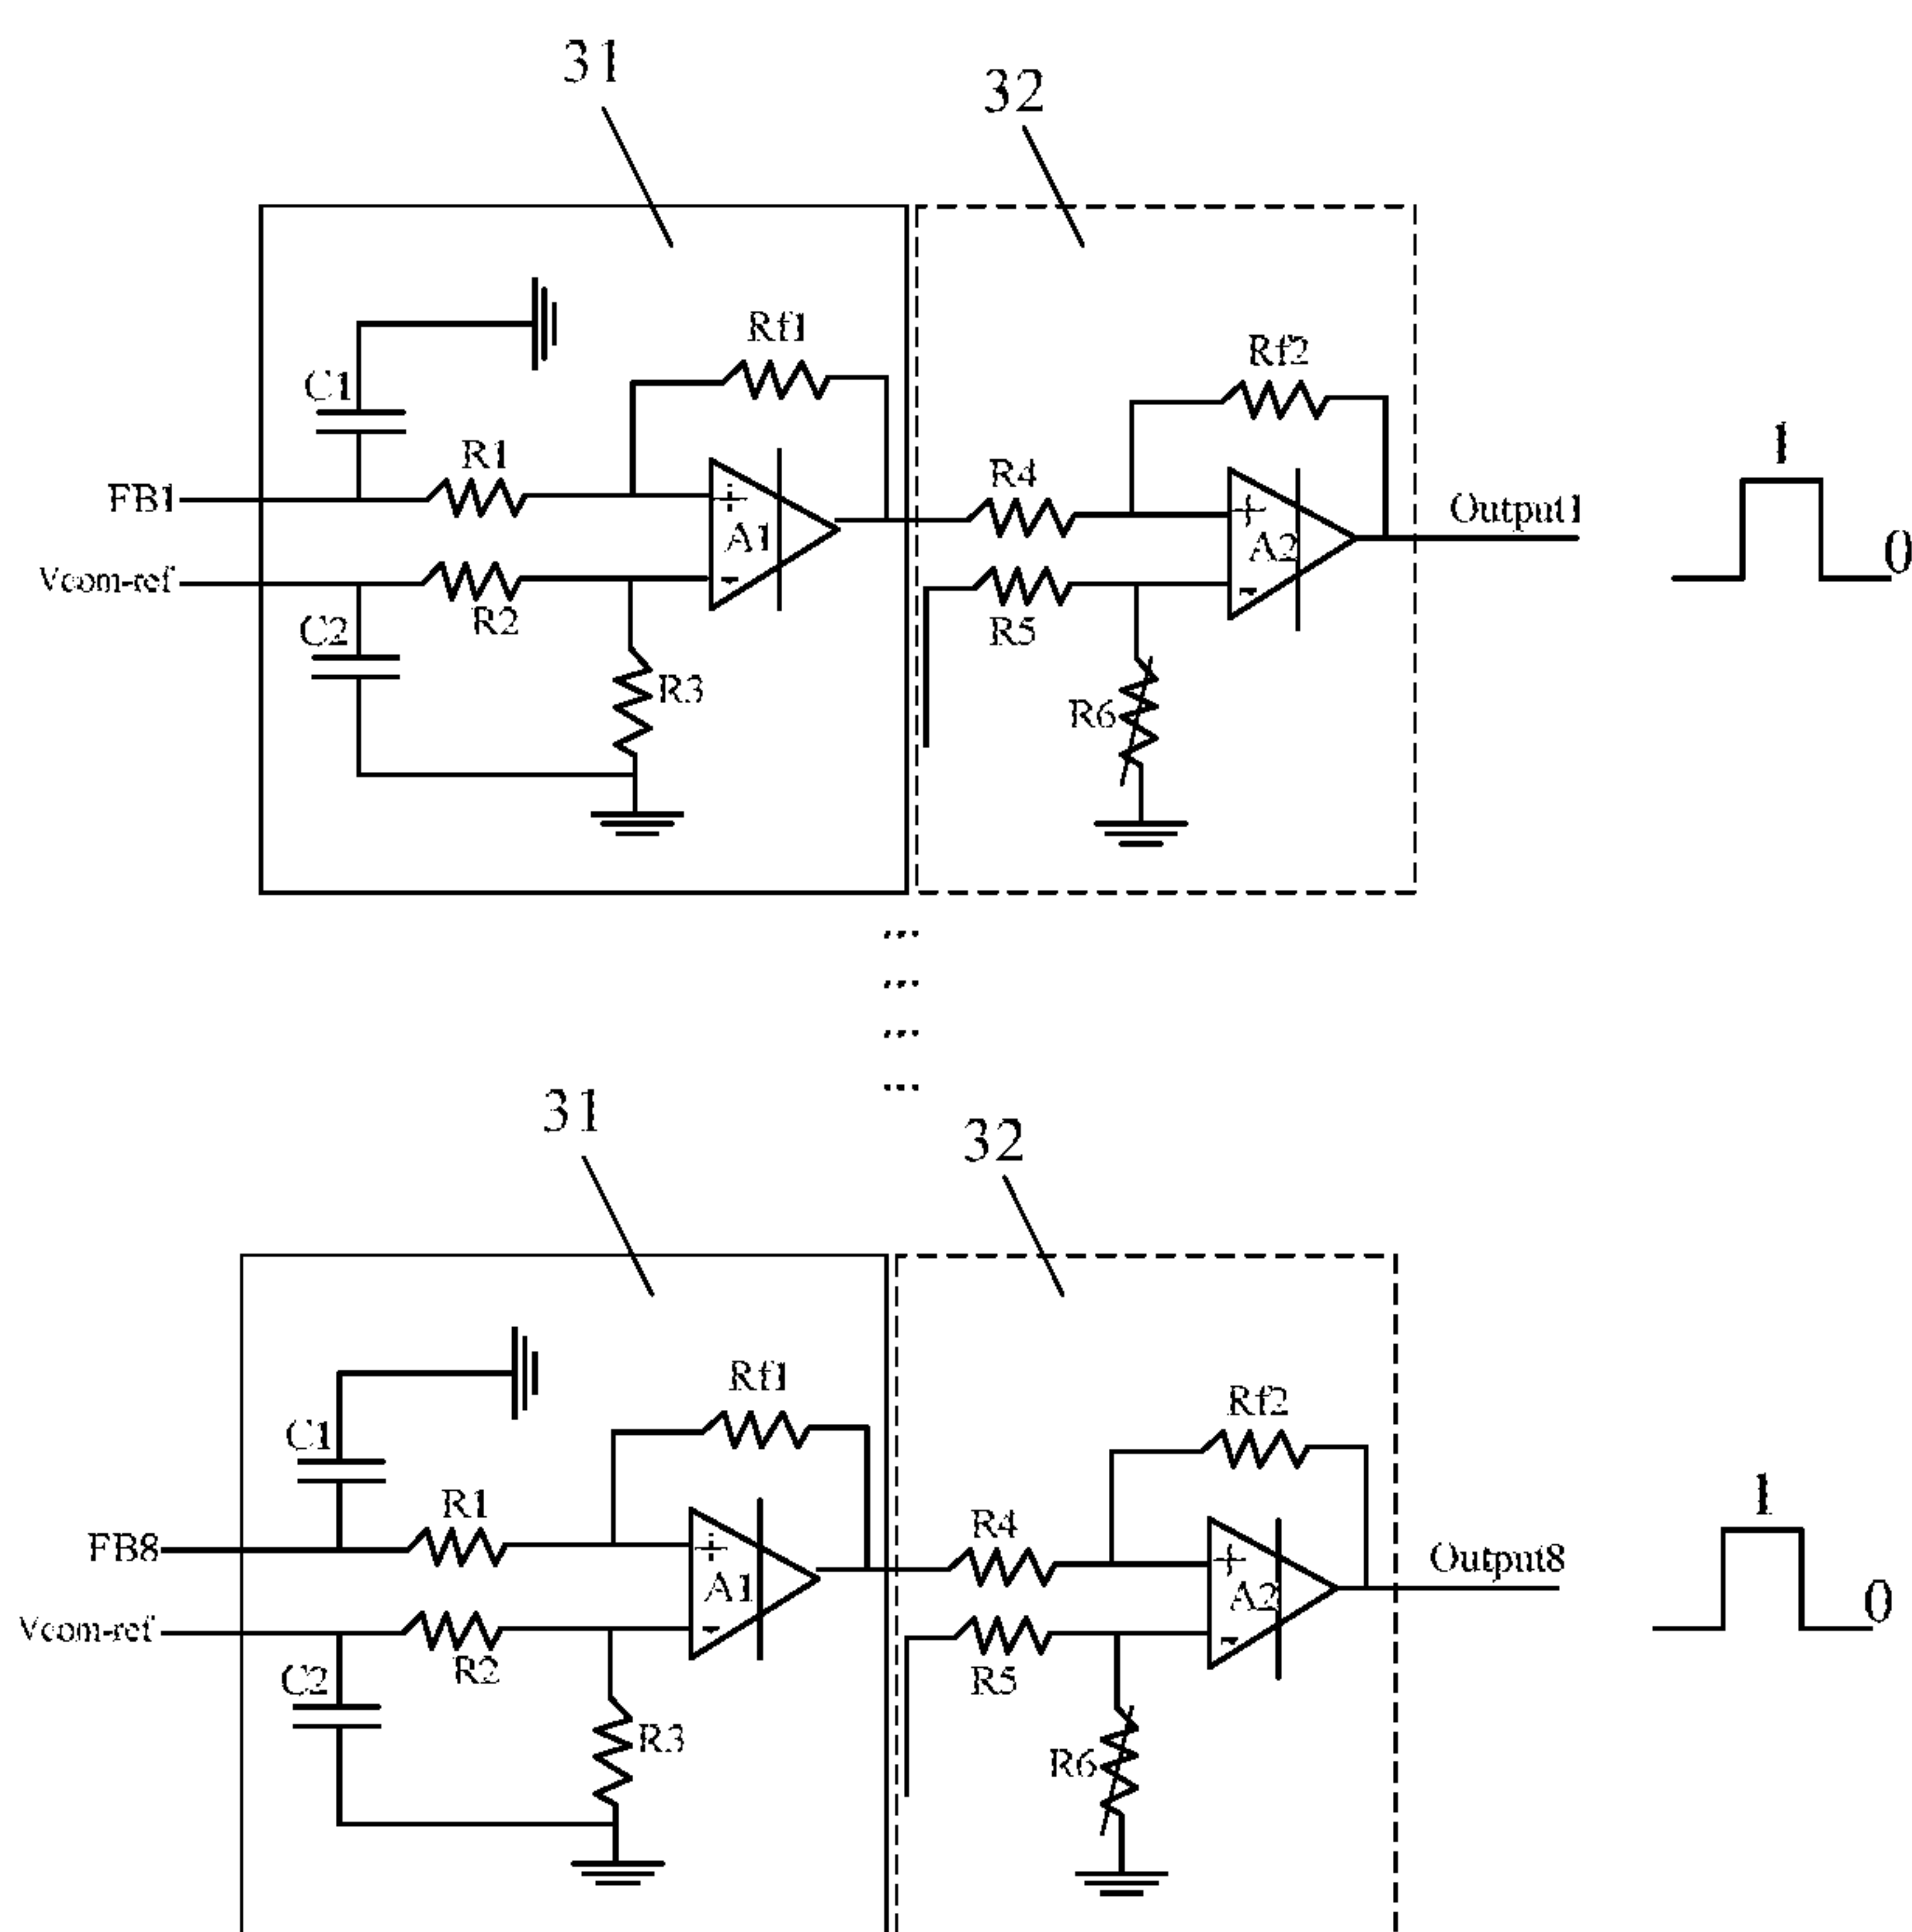 31
32
Rf1
Rf2
C1
R1
R4
1
FB1
+
+
Output1
A1
A2
0
Vcom-ref
-
-
R2
R5
C2
R3
R6
...
...
...
...
31
32
Rf1
Rf2
C1
R1
R4
1
FB8
+
+
Output8
A1
A2
0
Vcom-ref
-
-
R2
R5
C2
R3
R6